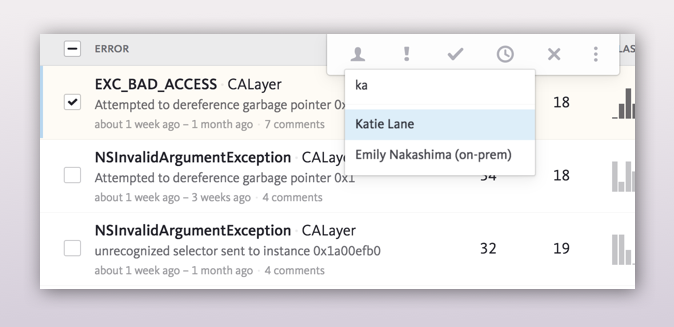 ERROR
LAS
EXC_BAD_ACCESS · CALayer
Attempted to dereference garbage pointer 0x
about 1 week ago – 1 month ago · 7 comments
18
ka
Katie Lane
Emily Nakashima (on-prem)
NSInvalidArgumentException · CALay
Attempted to dereference garbage pointer 0x1
about 1 week ago – 3 weeks ago · 4 comments
34
18
NSInvalidArgumentException · CALayer
unrecognized selector sent to instance 0x1a00efb0
about 1 week ago – 1 month ago · 4 comments
32
19